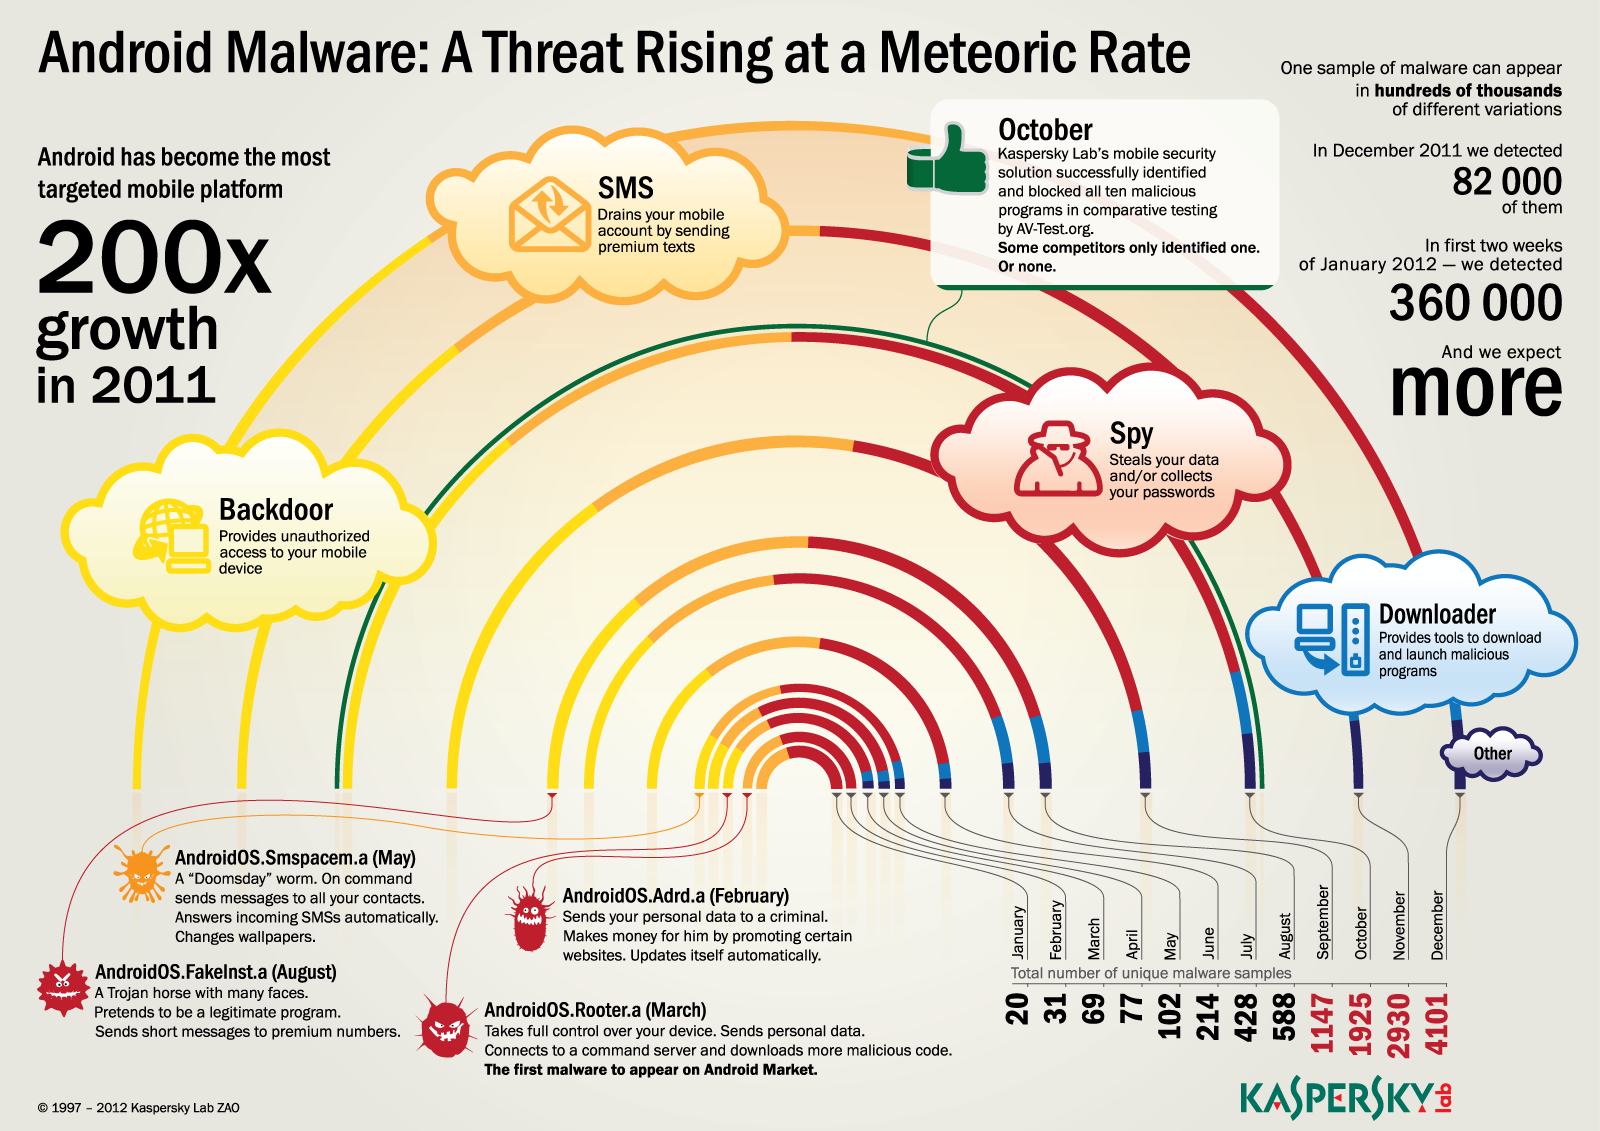 Android Malware: A Threat Rising at a Meteoric Rate
One sample of malware can appear
in hundreds of thousands
of different variations
In December 2011 we detected
82 000
of them
In first two weeks
of January 2012 — we detected
360 000
And we expect
more
Android has become the most
targeted mobile platform
200x
growth
in 2011
SMS
Drains your mobile
account by sending
premium texts
October
Kaspersky Lab's mobile security
solution successfully identified
and blocked all ten malicious
programs in comparative testing
by AV-Test.org.
Some competitors only identified one.
Or none.
Backdoor
Provides unauthorized
access to your mobile
device
Spy
Steals your data
and/or collects
your passwords
Downloader
Provides tools to download
and launch malicious
programs
Other
AndroidOS.Smspacem.a (May)
A “Doomsday” worm. On command
sends messages to all your contacts.
Answers incoming SMSs automatically.
Changes wallpapers.
AndroidOS.FakeInst.a (August)
A Trojan horse with many faces.
Pretends to be a legitimate program.
Sends short messages to premium numbers.
AndroidOS.Adrd.a (February)
Sends your personal data to a criminal.
Makes money for him by promoting certain
websites. Updates itself automatically.
AndroidOS.Rooter.a (March)
Takes full control over your device. Sends personal data.
Connects to a command server and downloads more malicious code.
The first malware to appear on Android Market.
January
February
March
April
May
June
July
August
September
October
November
December
Total number of unique malware samples
20
31
69
77
102
214
428
588
1147
1925
2930
4101
KASPERSKY lab
© 1997 – 2012 Kaspersky Lab ZAO